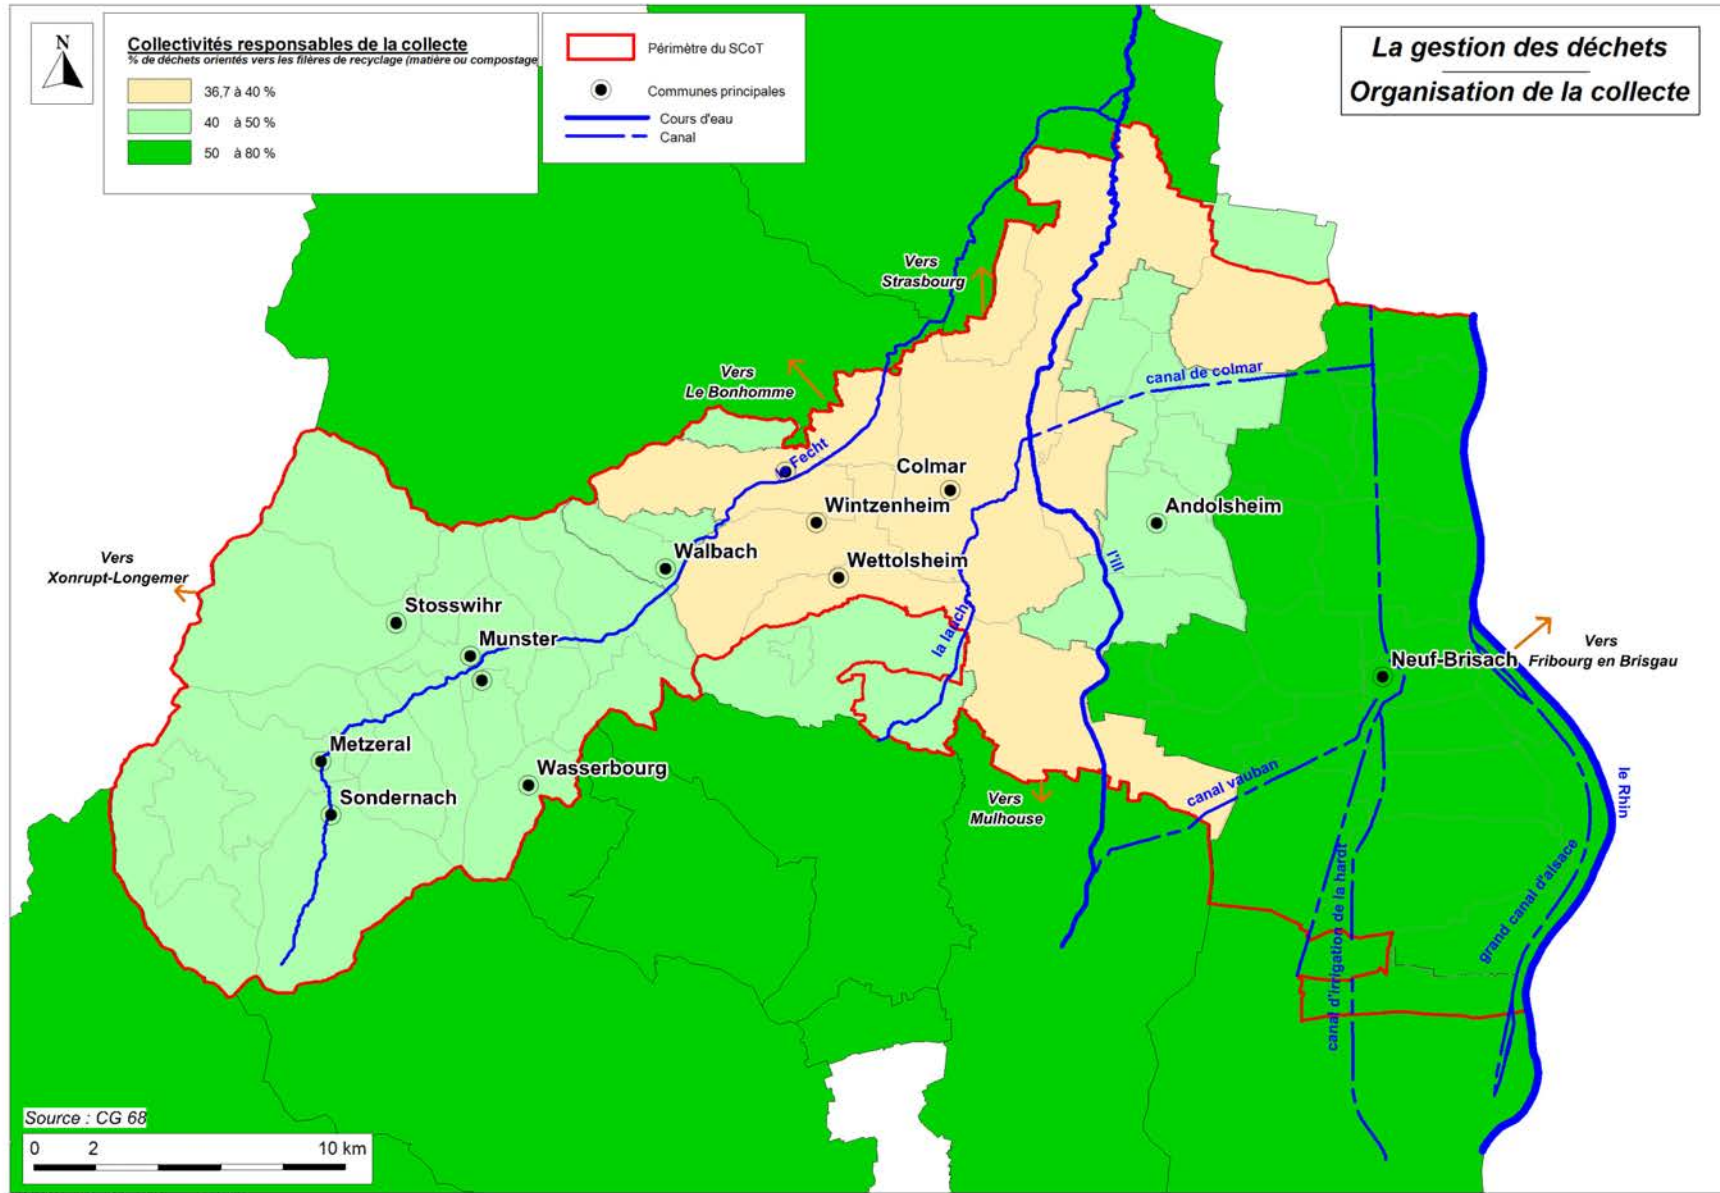 N
Collectivités responsables de la collecte
% de déchets orientés vers les filères de recyclage (matière ou compostage
36,7 à 40 %
40 à 50 %
50 à 80 %
Périmètre du SCoT
Communes principales
Cours d'eau
Canal
La gestion des déchets
Organisation de la collecte
Vers
Strasbourg
Vers
Le Bonhomme
canal de colmar
Fecht
Colmar
Wintzenheim
Andolsheim
Walbach
Wettolsheim
l'ill
Vers
Xonrupt-Longemer
Stosswihr
Munster
la lauch
Neuf-Brisach
Vers
Fribourg en Brisgau
Metzeral
Wasserbourg
Sondernach
Vers
Mulhouse
canal vauban
le Rhin
canal d'irrigation de la hardt
grand canal d'alsace
Source : CG 68
0 2 10 km